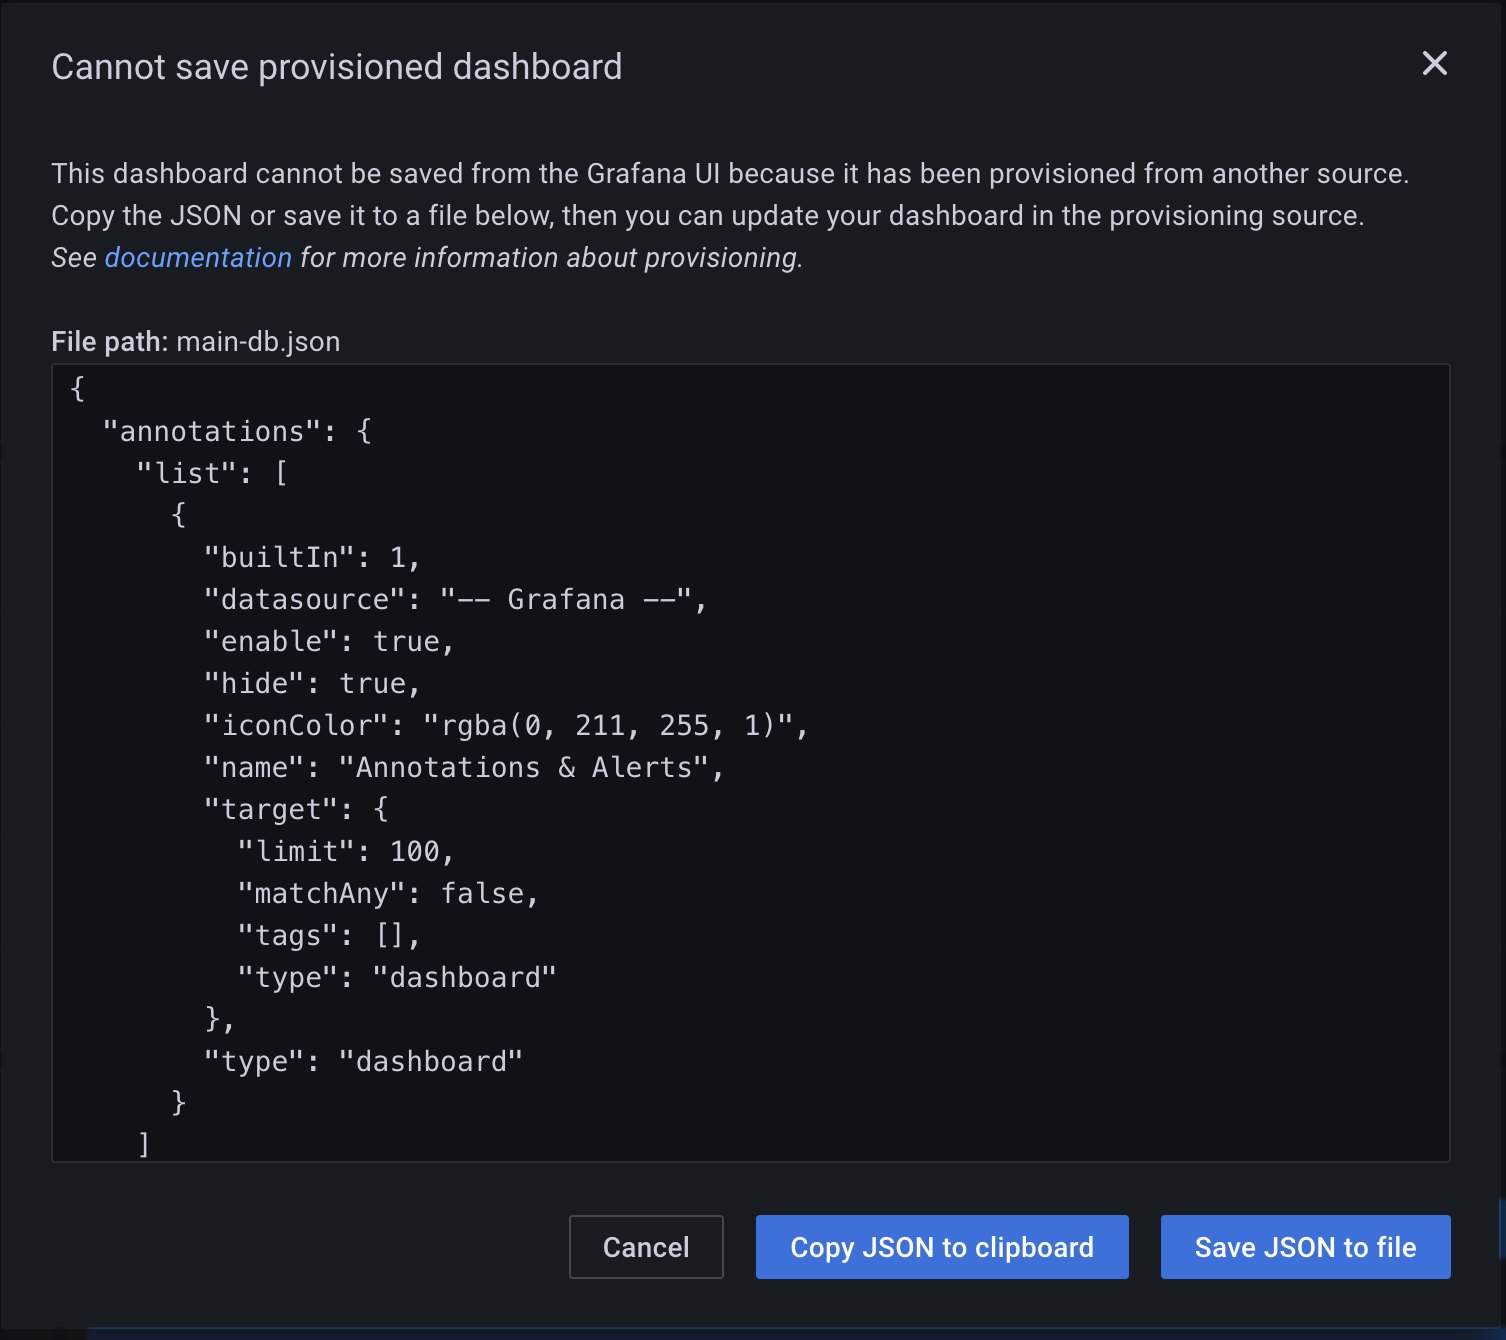 Cannot save provisioned dashboard
This dashboard cannot be saved from the Grafana UI because it has been provisioned from another source.
Copy the JSON or save it to a file below, then you can update your dashboard in the provisioning source.
See documentation for more information about provisioning.
File path: main-db.json
{
  "annotations": {
    "list": [
      {
        "builtIn": 1,
        "datasource": "-- Grafana --",
        "enable": true,
        "hide": true,
        "iconColor": "rgba(0, 211, 255, 1)",
        "name": "Annotations & Alerts",
        "target": {
          "limit": 100,
          "matchAny": false,
          "tags": [],
          "type": "dashboard"
        },
        "type": "dashboard"
      }
    ]
Cancel
Copy JSON to clipboard
Save JSON to file